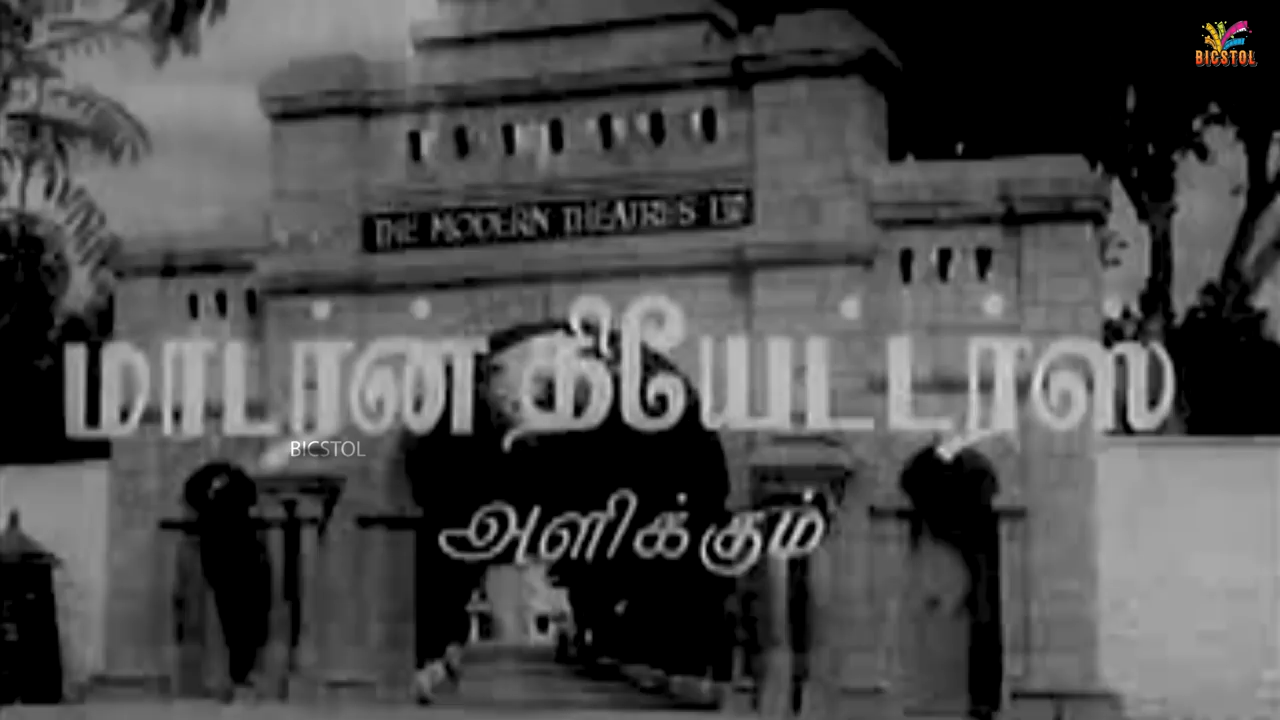 BICSTOL
THE MODERN THEATRES LTD
மாடர்ன் தியேட்டர்ஸ்
BICSTOL
அளிக்கும்